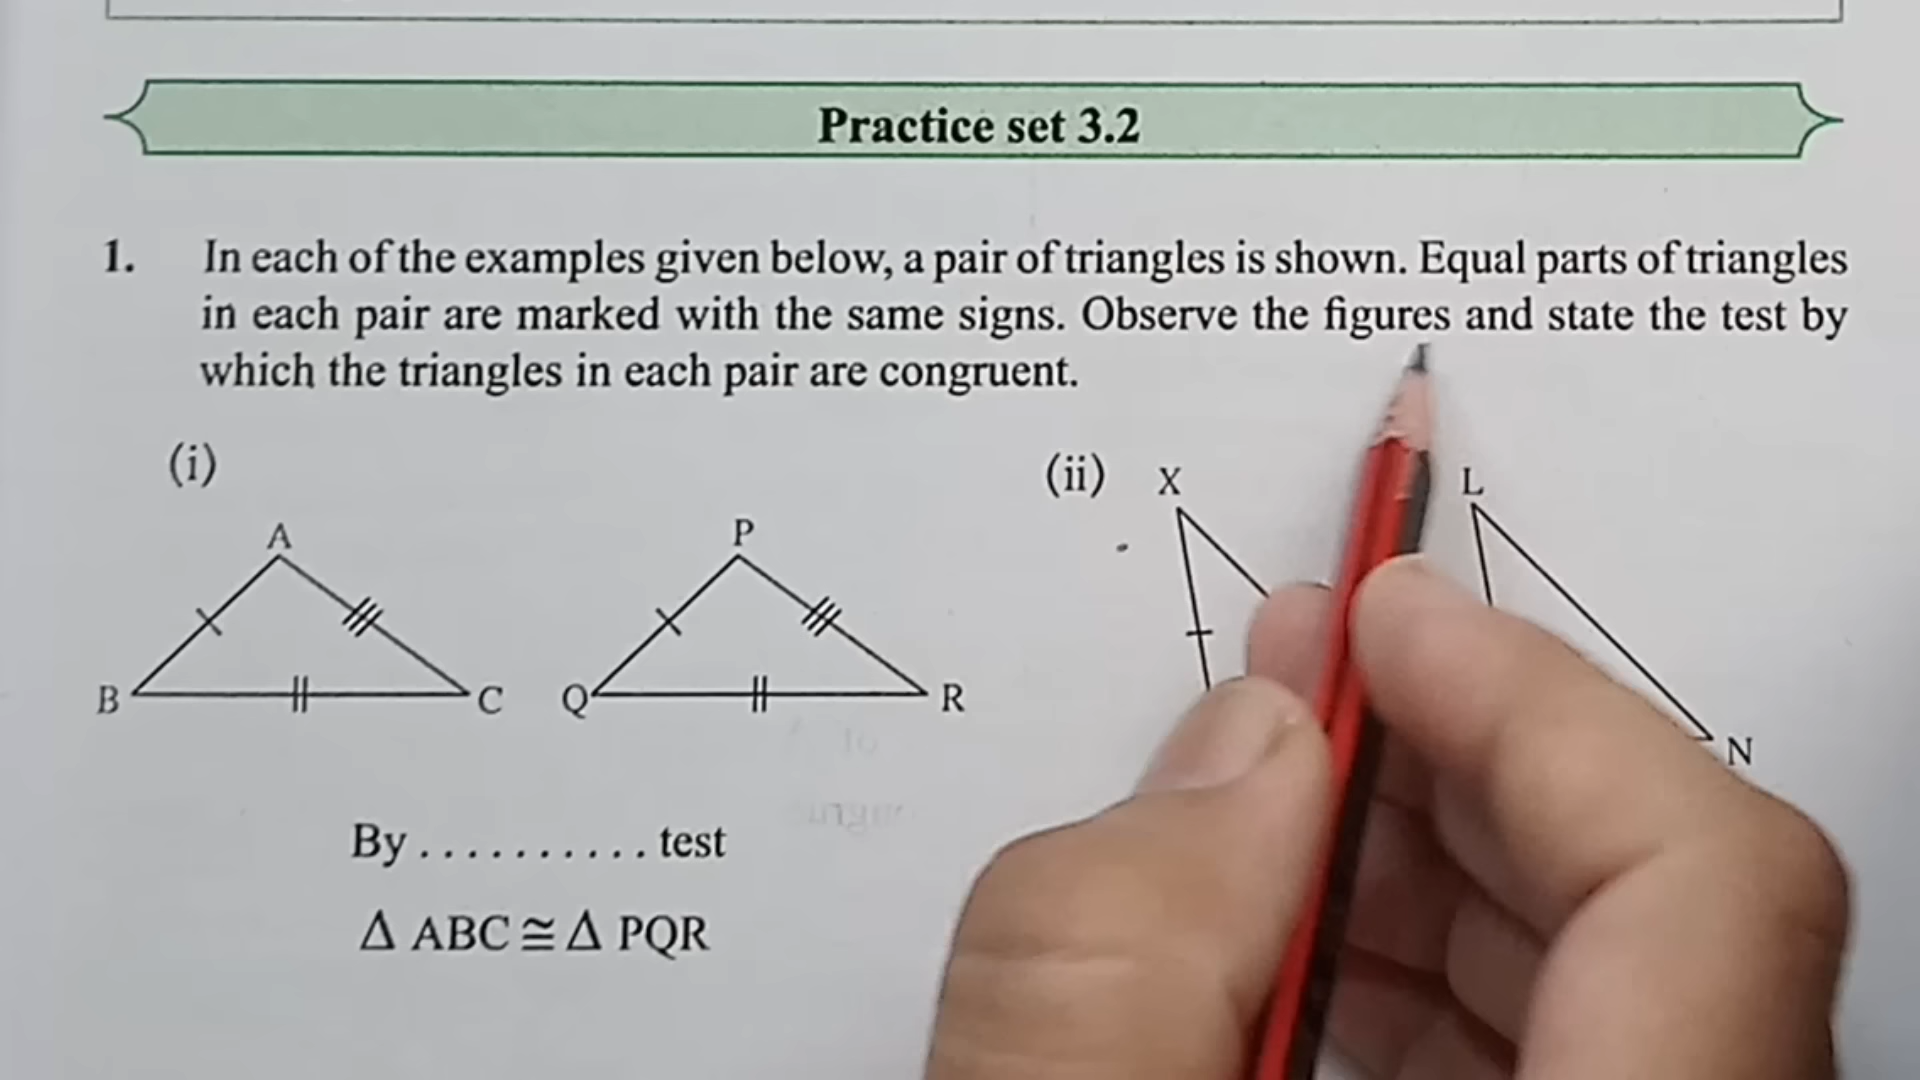 Practice set 3.2
1. In each of the examples given below, a pair of triangles is shown. Equal parts of triangles
in each pair are marked with the same signs. Observe the figures and state the test by
which the triangles in each pair are congruent.
(i)
(ii) X L
A P
B C Q R
N
By .......... test
Δ ABC ≅ Δ PQR